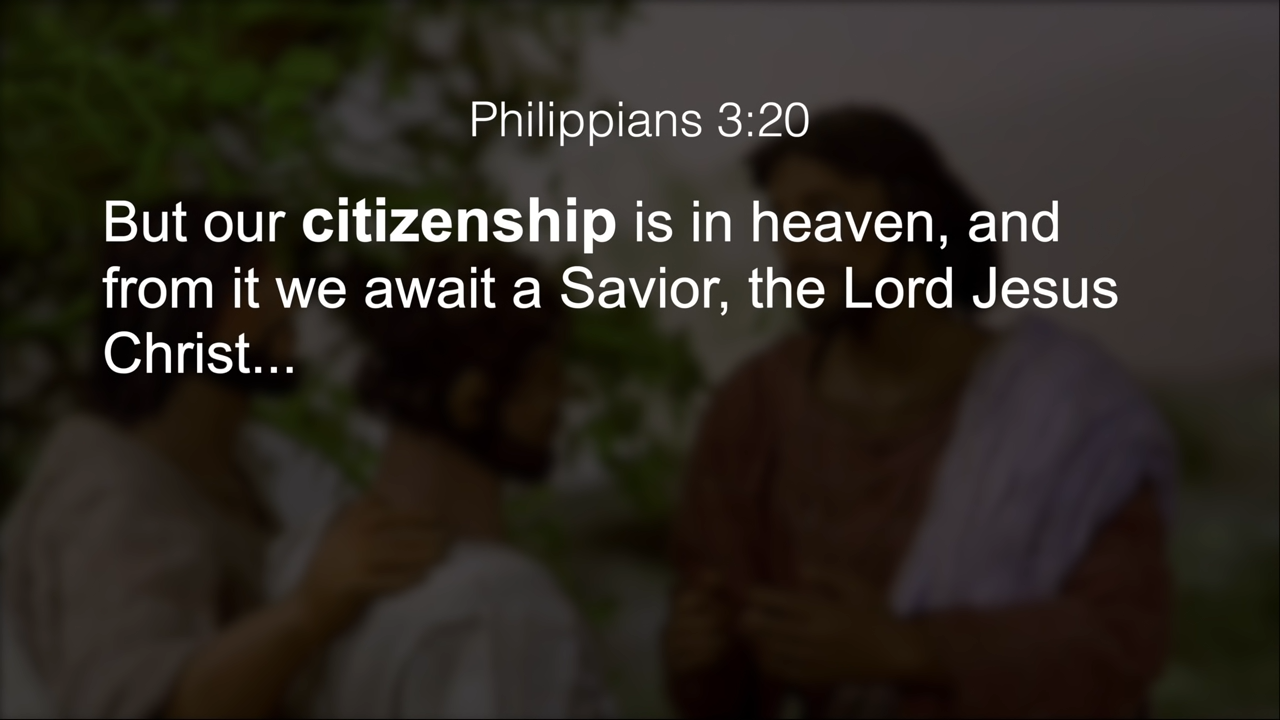 Philippians 3:20
But our citizenship is in heaven, and
from it we await a Savior, the Lord Jesus
Christ...